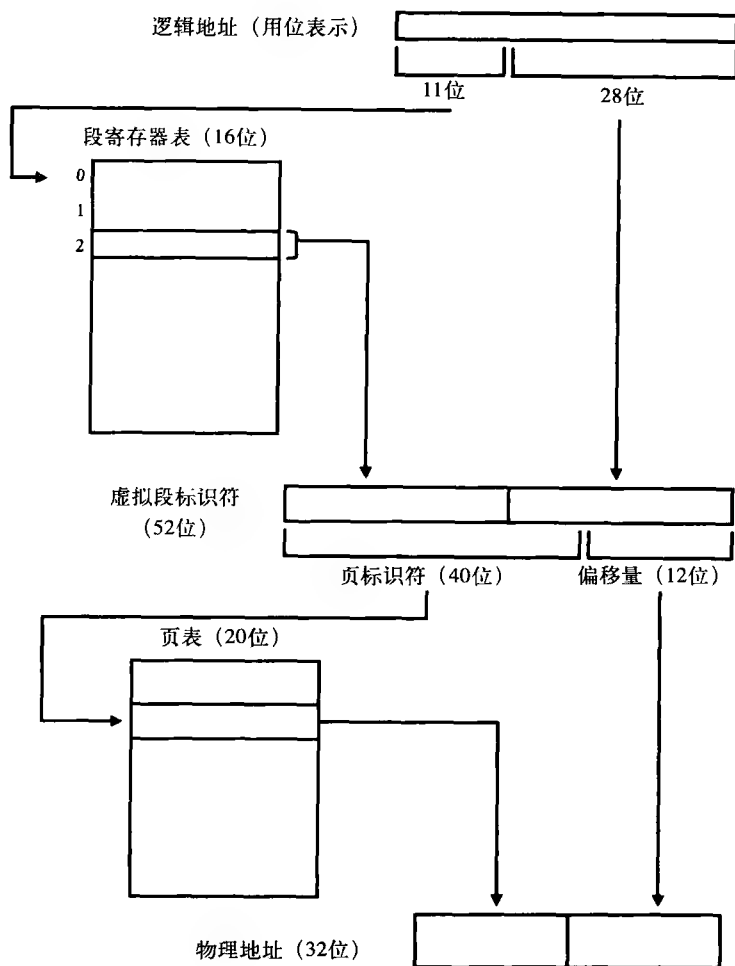 逻辑地址（用位表示）
11位
28位
段寄存器表（16位）
0
1
2
虚拟段标识符
（52位）
页标识符（40位）
偏移量（12位）
页表（20位）
物理地址（32位）